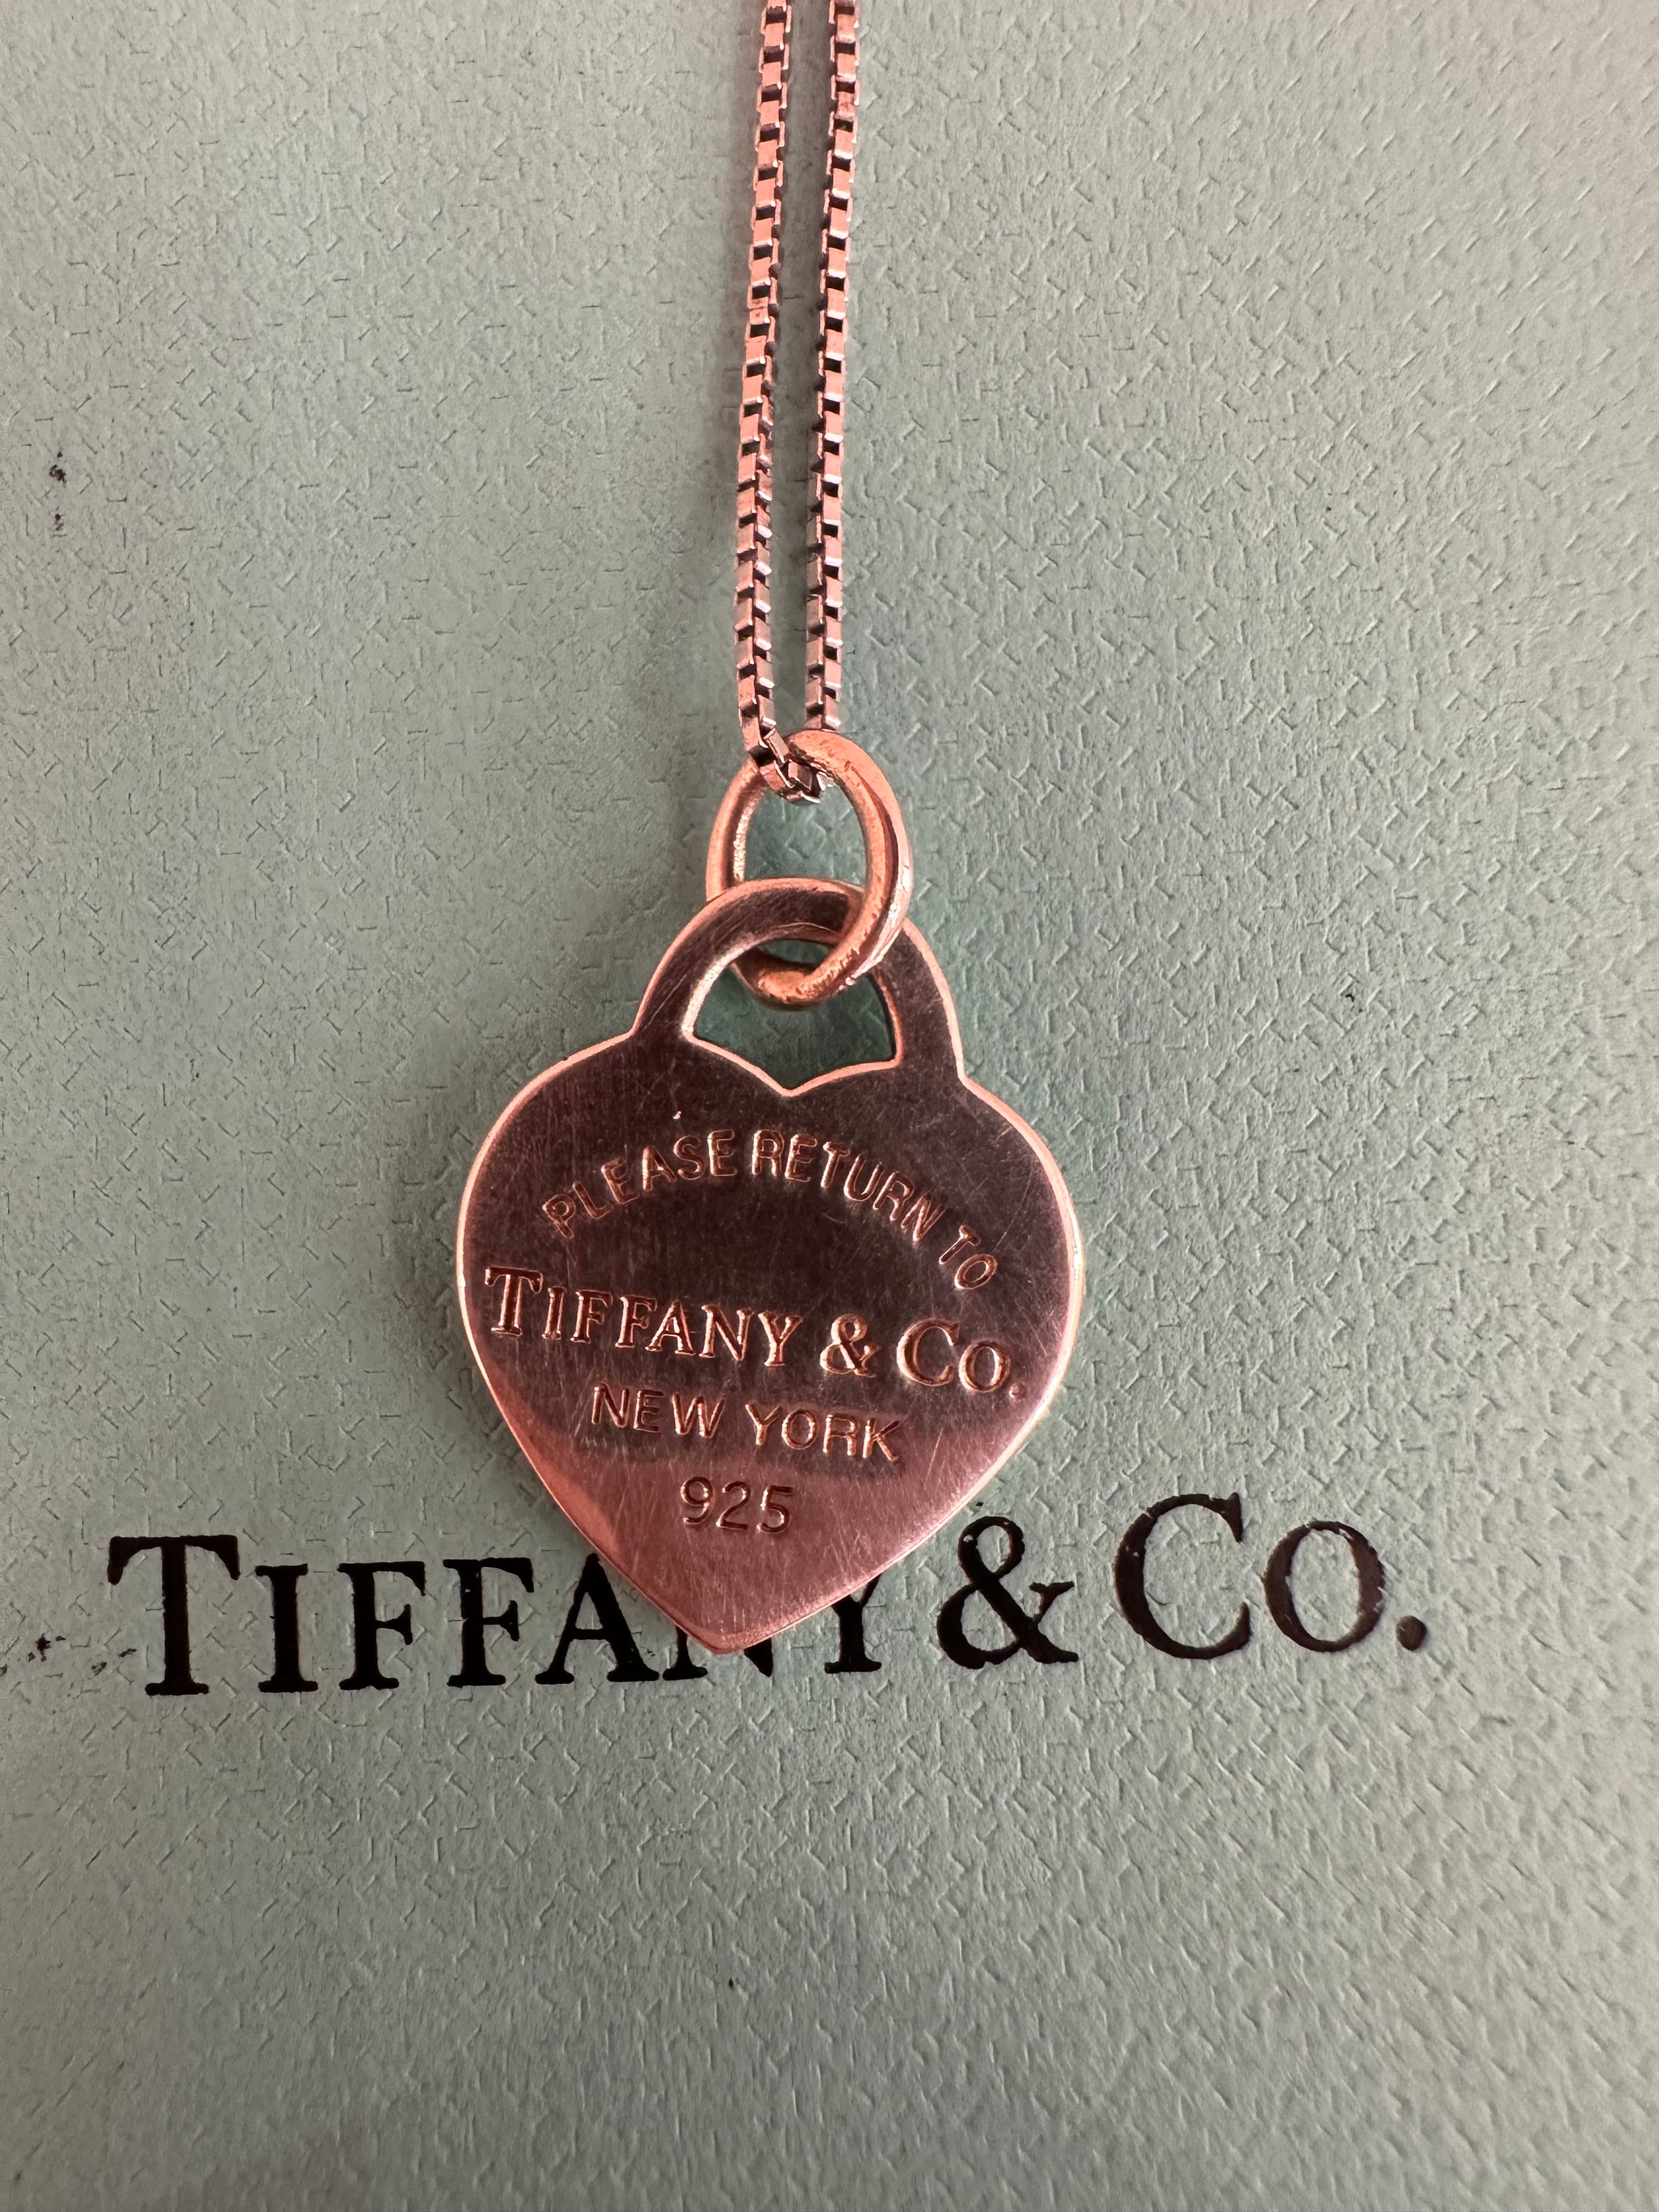 PLEASE RETURN TO
TIFFANY & CO.
NEW YORK
925
TIFFANY & CO.